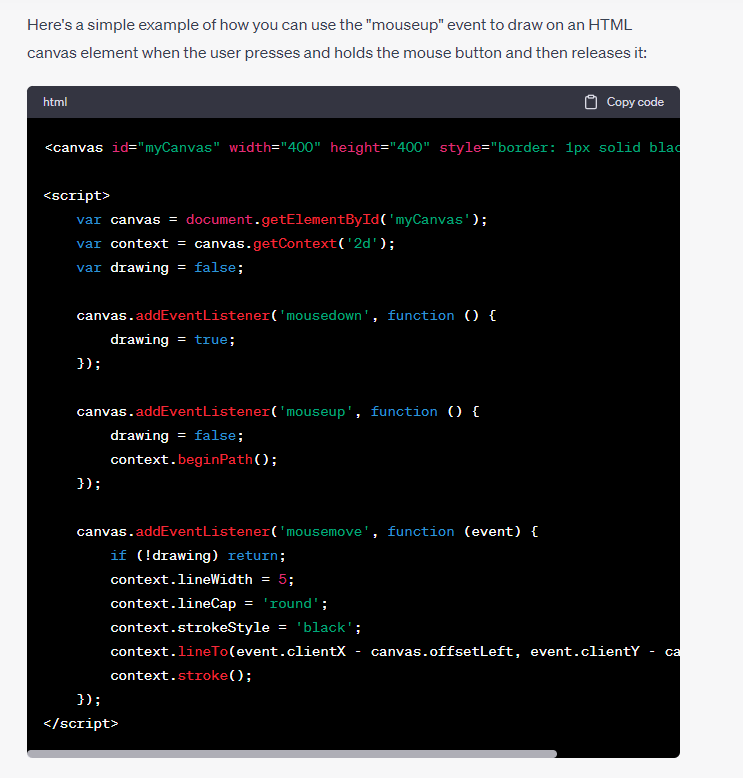 Here's a simple example of how you can use the "mouseup" event to draw on an HTML
canvas element when the user presses and holds the mouse button and then releases it:
html Copy code
<canvas id="myCanvas" width="400" height="400" style="border: 1px solid blac
<script>
    var canvas = document.getElementById('myCanvas');
    var context = canvas.getContext('2d');
    var drawing = false;
    canvas.addEventListener('mousedown', function () {
        drawing = true;
    });
    canvas.addEventListener('mouseup', function () {
        drawing = false;
        context.beginPath();
    });
    canvas.addEventListener('mousemove', function (event) {
        if (!drawing) return;
        context.lineWidth = 5;
        context.lineCap = 'round';
        context.strokeStyle = 'black';
        context.lineTo(event.clientX - canvas.offsetLeft, event.clientY - ca
        context.stroke();
    });
</script>